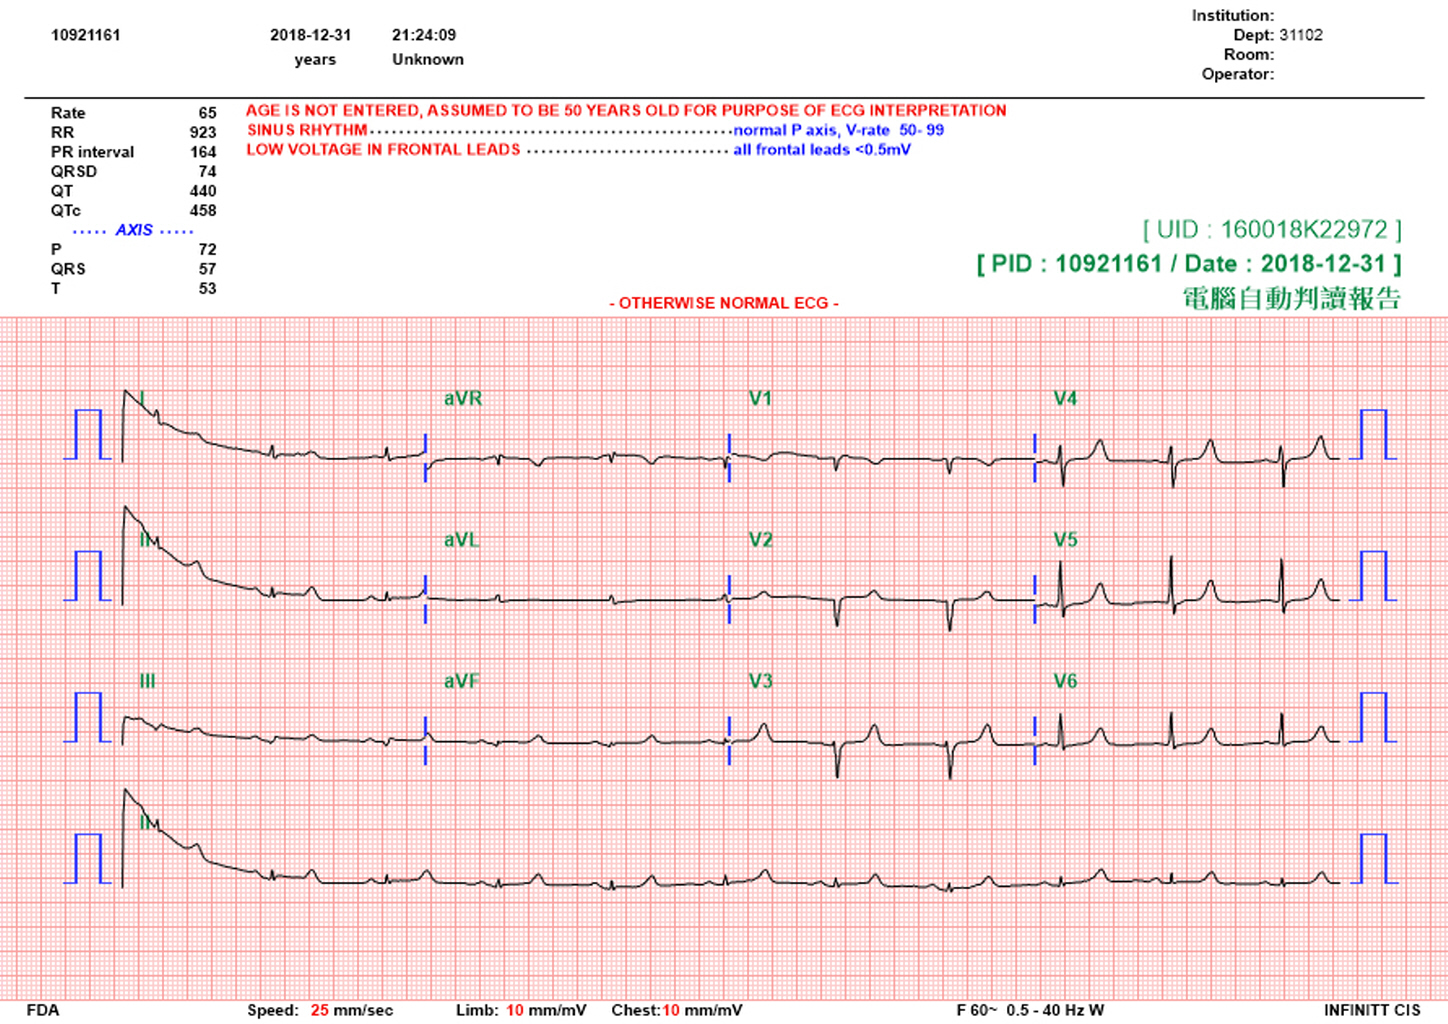 Institution:
10921161 2018-12-31 21:24:09 Dept: 31102
years Unknown Room:
Operator:
Rate 65 AGE IS NOT ENTERED, ASSUMED TO BE 50 YEARS OLD FOR PURPOSE OF ECG INTERPRETATION
RR 923 SINUS RHYTHM normal P axis, V-rate 50- 99
PR interval 164 LOW VOLTAGE IN FRONTAL LEADS all frontal leads <0.5mV
QRSD 74
QT 440
QTc 458
····· AXIS ·····
[ UID : 160018K22972 ]
P 72
QRS 57 [ PID : 10921161 / Date : 2018-12-31 ]
T 53
電腦自動判讀報告
- OTHERWISE NORMAL ECG -
I aVR V1 V4
II aVL V2 V5
III aVF V3 V6
II
FDA Speed: 25 mm/sec Limb: 10 mm/mV Chest:10 mm/mV F 60~ 0.5 - 40 Hz W INFINITT CIS